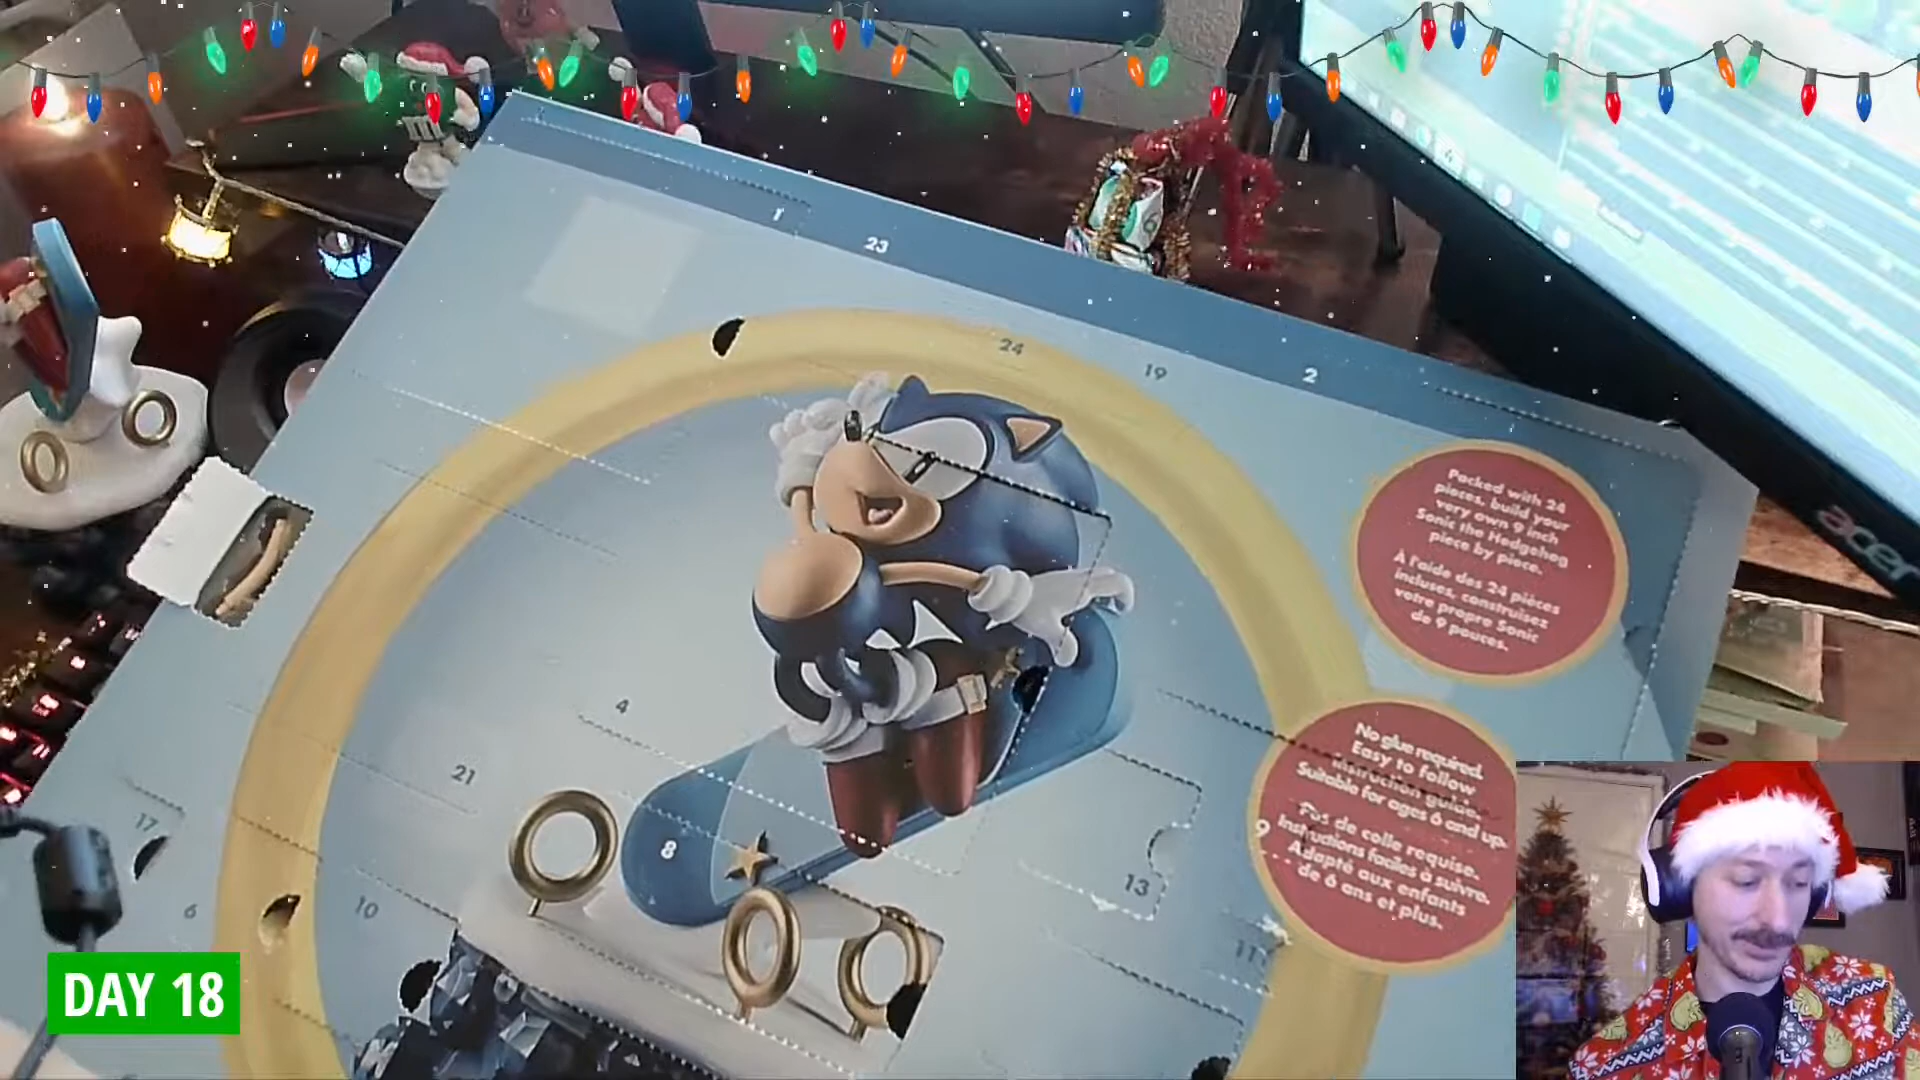 1
23
24
19
2
Packed with 24
pieces, build your
very own 9 inch
Sonic the Hedgehog
piece by piece.
À l'aide des 24 pièces
incluses, construisez
votre propre Sonic
de 9 pouces.
acer
4
21
17
8
6
10
13
11
9
No glue required.
Easy to follow
instruction guide.
Suitable for ages 6 and up.
Pas de colle requise.
Instructions faciles à suivre.
Adapté aux enfants
de 6 ans et plus.
DAY 18